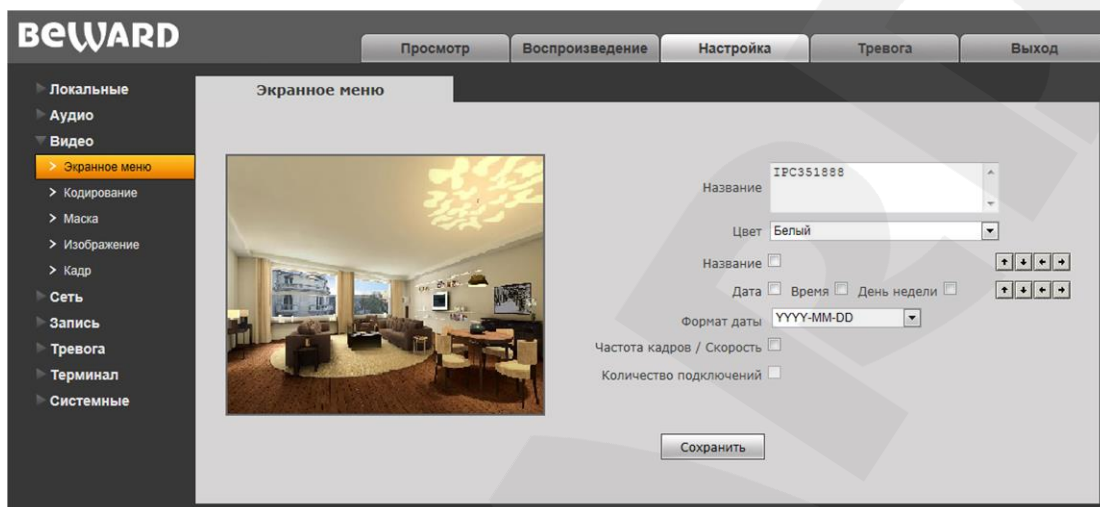 BEWARD
Просмотр Воспроизведение Настройка Тревога Выход
Локальные
Аудио
Видео
> Экранное меню
> Кодирование
> Маска
> Изображение
> Кадр
Сеть
Запись
Тревога
Терминал
Системные
Экранное меню
Название IPC351888
Цвет Белый
Название
Дата Время День недели
Формат даты YYYY-MM-DD
Частота кадров / Скорость
Количество подключений
Сохранить